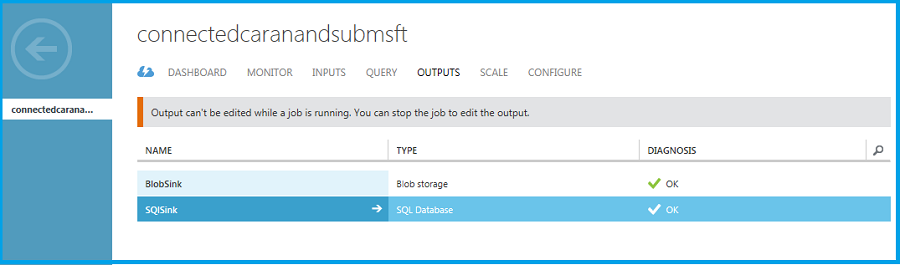 connectedcaranandsubmsft
DASHBOARD MONITOR INPUTS QUERY OUTPUTS SCALE CONFIGURE
connectedcarana...
Output can't be edited while a job is running. You can stop the job to edit the output.
NAME TYPE DIAGNOSIS
BlobSink Blob storage OK
SQlSink SQL Database OK